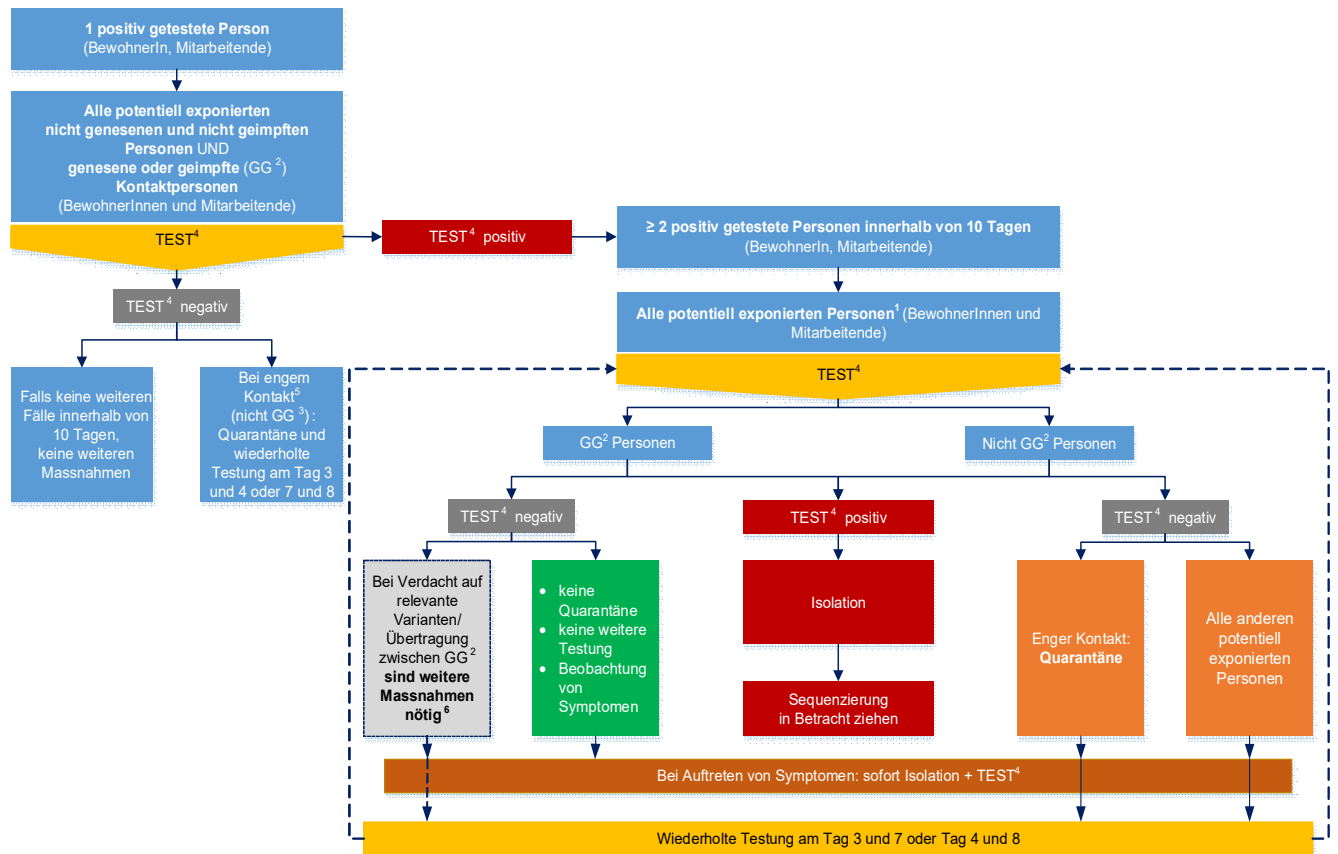 1 positiv getestete Person
(BewohnerIn, Mitarbeitende)
Alle potentiell exponierten
nicht genesenen und nicht geimpften
Personen UND
genesene oder geimpfte (GG ²)
Kontaktpersonen
(BewohnerInnen und Mitarbeitende)
TEST⁴
TEST⁴ positiv
≥ 2 positiv getestete Personen innerhalb von 10 Tagen
(BewohnerIn, Mitarbeitende)
TEST⁴ negativ
Alle potentiell exponierten Personen¹ (BewohnerInnen und
Mitarbeitende)
TEST⁴
Falls keine weiteren
Fälle innerhalb von
10 Tagen,
keine weiteren
Massnahmen
Bei engem
Kontakt⁵
(nicht GG ³) :
Quarantäne und
wiederholte
Testung am Tag 3
und 4 oder 7 und 8
GG² Personen
Nicht GG² Personen
TEST⁴ negativ
TEST⁴ positiv
TEST⁴ negativ
Bei Verdacht auf
relevante
Varianten/
Übertragung
zwischen GG ²
sind weitere
Massnahmen
nötig ⁶
• keine
Quarantäne
• keine weitere
Testung
• Beobachtung
von
Symptomen
Isolation
Sequenzierung
in Betracht ziehen
Enger Kontakt:
Quarantäne
Alle anderen
potentiell
exponierten
Personen
Bei Auftreten von Symptomen: sofort Isolation + TEST⁴
Wiederholte Testung am Tag 3 und 7 oder Tag 4 und 8